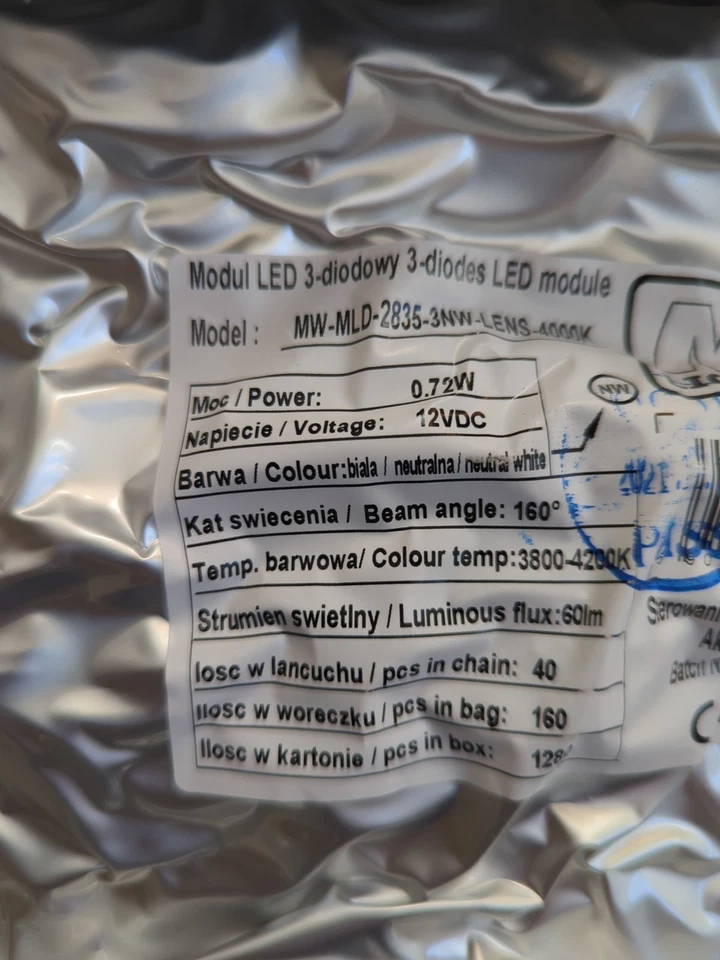 Modul LED 3-diodowy 3-diodes LED module
Model : MW-MLD-2835-3NW-LENS-4000K
Moc / Power: 0.72W
NW
Napiecie / Voltage: 12VDC
Barwa / Colour:biala / neutralna / neutral white
2021
Kat swiecenia / Beam angle: 160°
Temp. barwowa/ Colour temp:3800-4200K
Strumien swietlny / Luminous flux:60lm
Iosc w lancuchu / pcs in chain: 40
Ilosc w woreczku / pcs in bag: 160
Ilosc w kartonie / pcs in box: